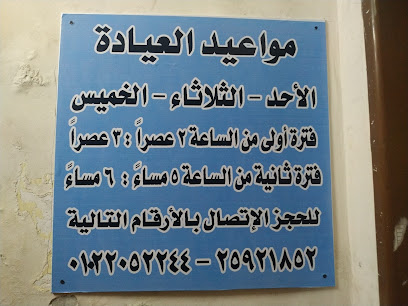 مواعيد العيادة
الأحد - الثلاثاء - الخميس
فترة أولى من الساعة ٢ عصراً : ٣ عصراً
فترة ثانية من الساعة ٥ مساءً : ٦ مساءً
للحجز الإتصال بالأرقام التالية
٢٥٩٢١٨٥٢ - ٠١٢٢٠٥٢٢٤٤